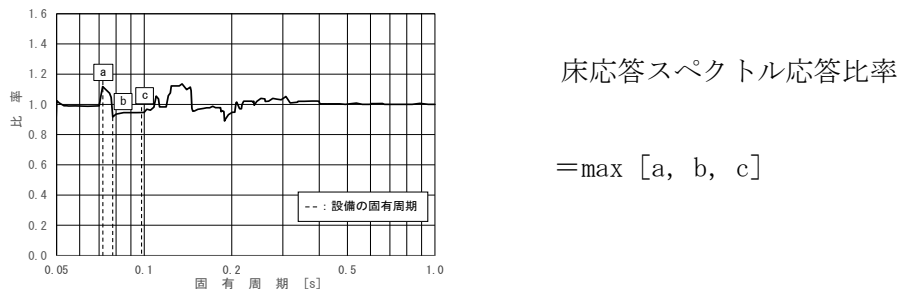 1.6
1.4
1.2
1.0
0.8
0.6
0.4
0.2
0.0
比 率
a
b
c
--：設備の固有周期
0.05 0.1 0.2 0.5 1.0
固 有 周 期 [s]
床応答スペクトル応答比率
＝max [a, b, c]